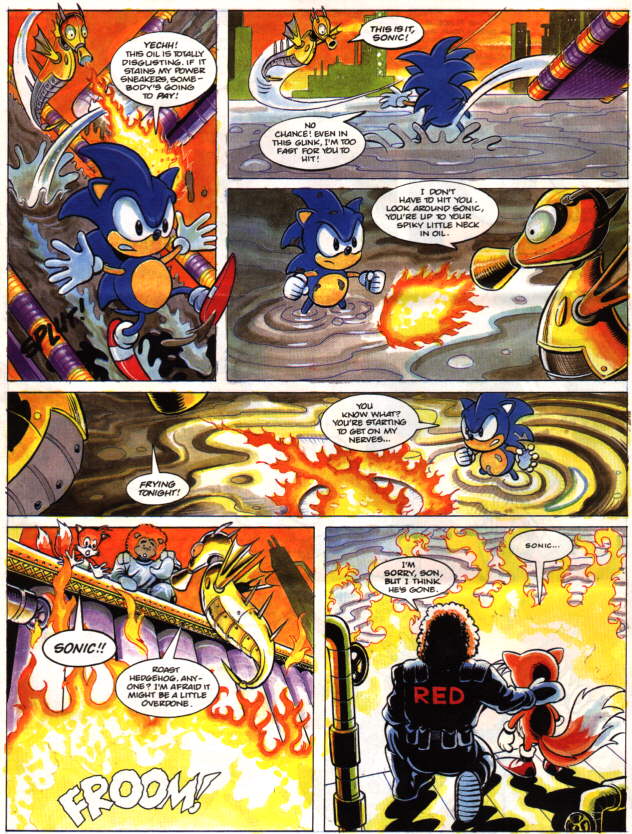 YECHH!
THIS OIL IS TOTALLY
DISGUSTING. IF IT
STAINS MY POWER
SNEAKERS, SOME-
BODY'S GOING
TO PAY!
SPLUT!
THIS IS IT,
SONIC!
NO
CHANCE! EVEN IN
THIS GUNK, I'M TOO
FAST FOR YOU TO
HIT!
I DON'T
HAVE TO HIT YOU.
LOOK AROUND SONIC,
YOU'RE UP TO YOUR
SPIKY LITTLE NECK
IN OIL.
YOU
KNOW WHAT?
YOU'RE STARTING
TO GET ON MY
NERVES...
FRYING
TONIGHT!
SONIC!!
ROAST
HEDGEHOG, ANY-
ONE? I'M AFRAID IT
MIGHT BE A LITTLE
OVERDONE.
FROOM!
I'M
SORRY, SON,
BUT I THINK
HE'S GONE.
SONIC...
RED